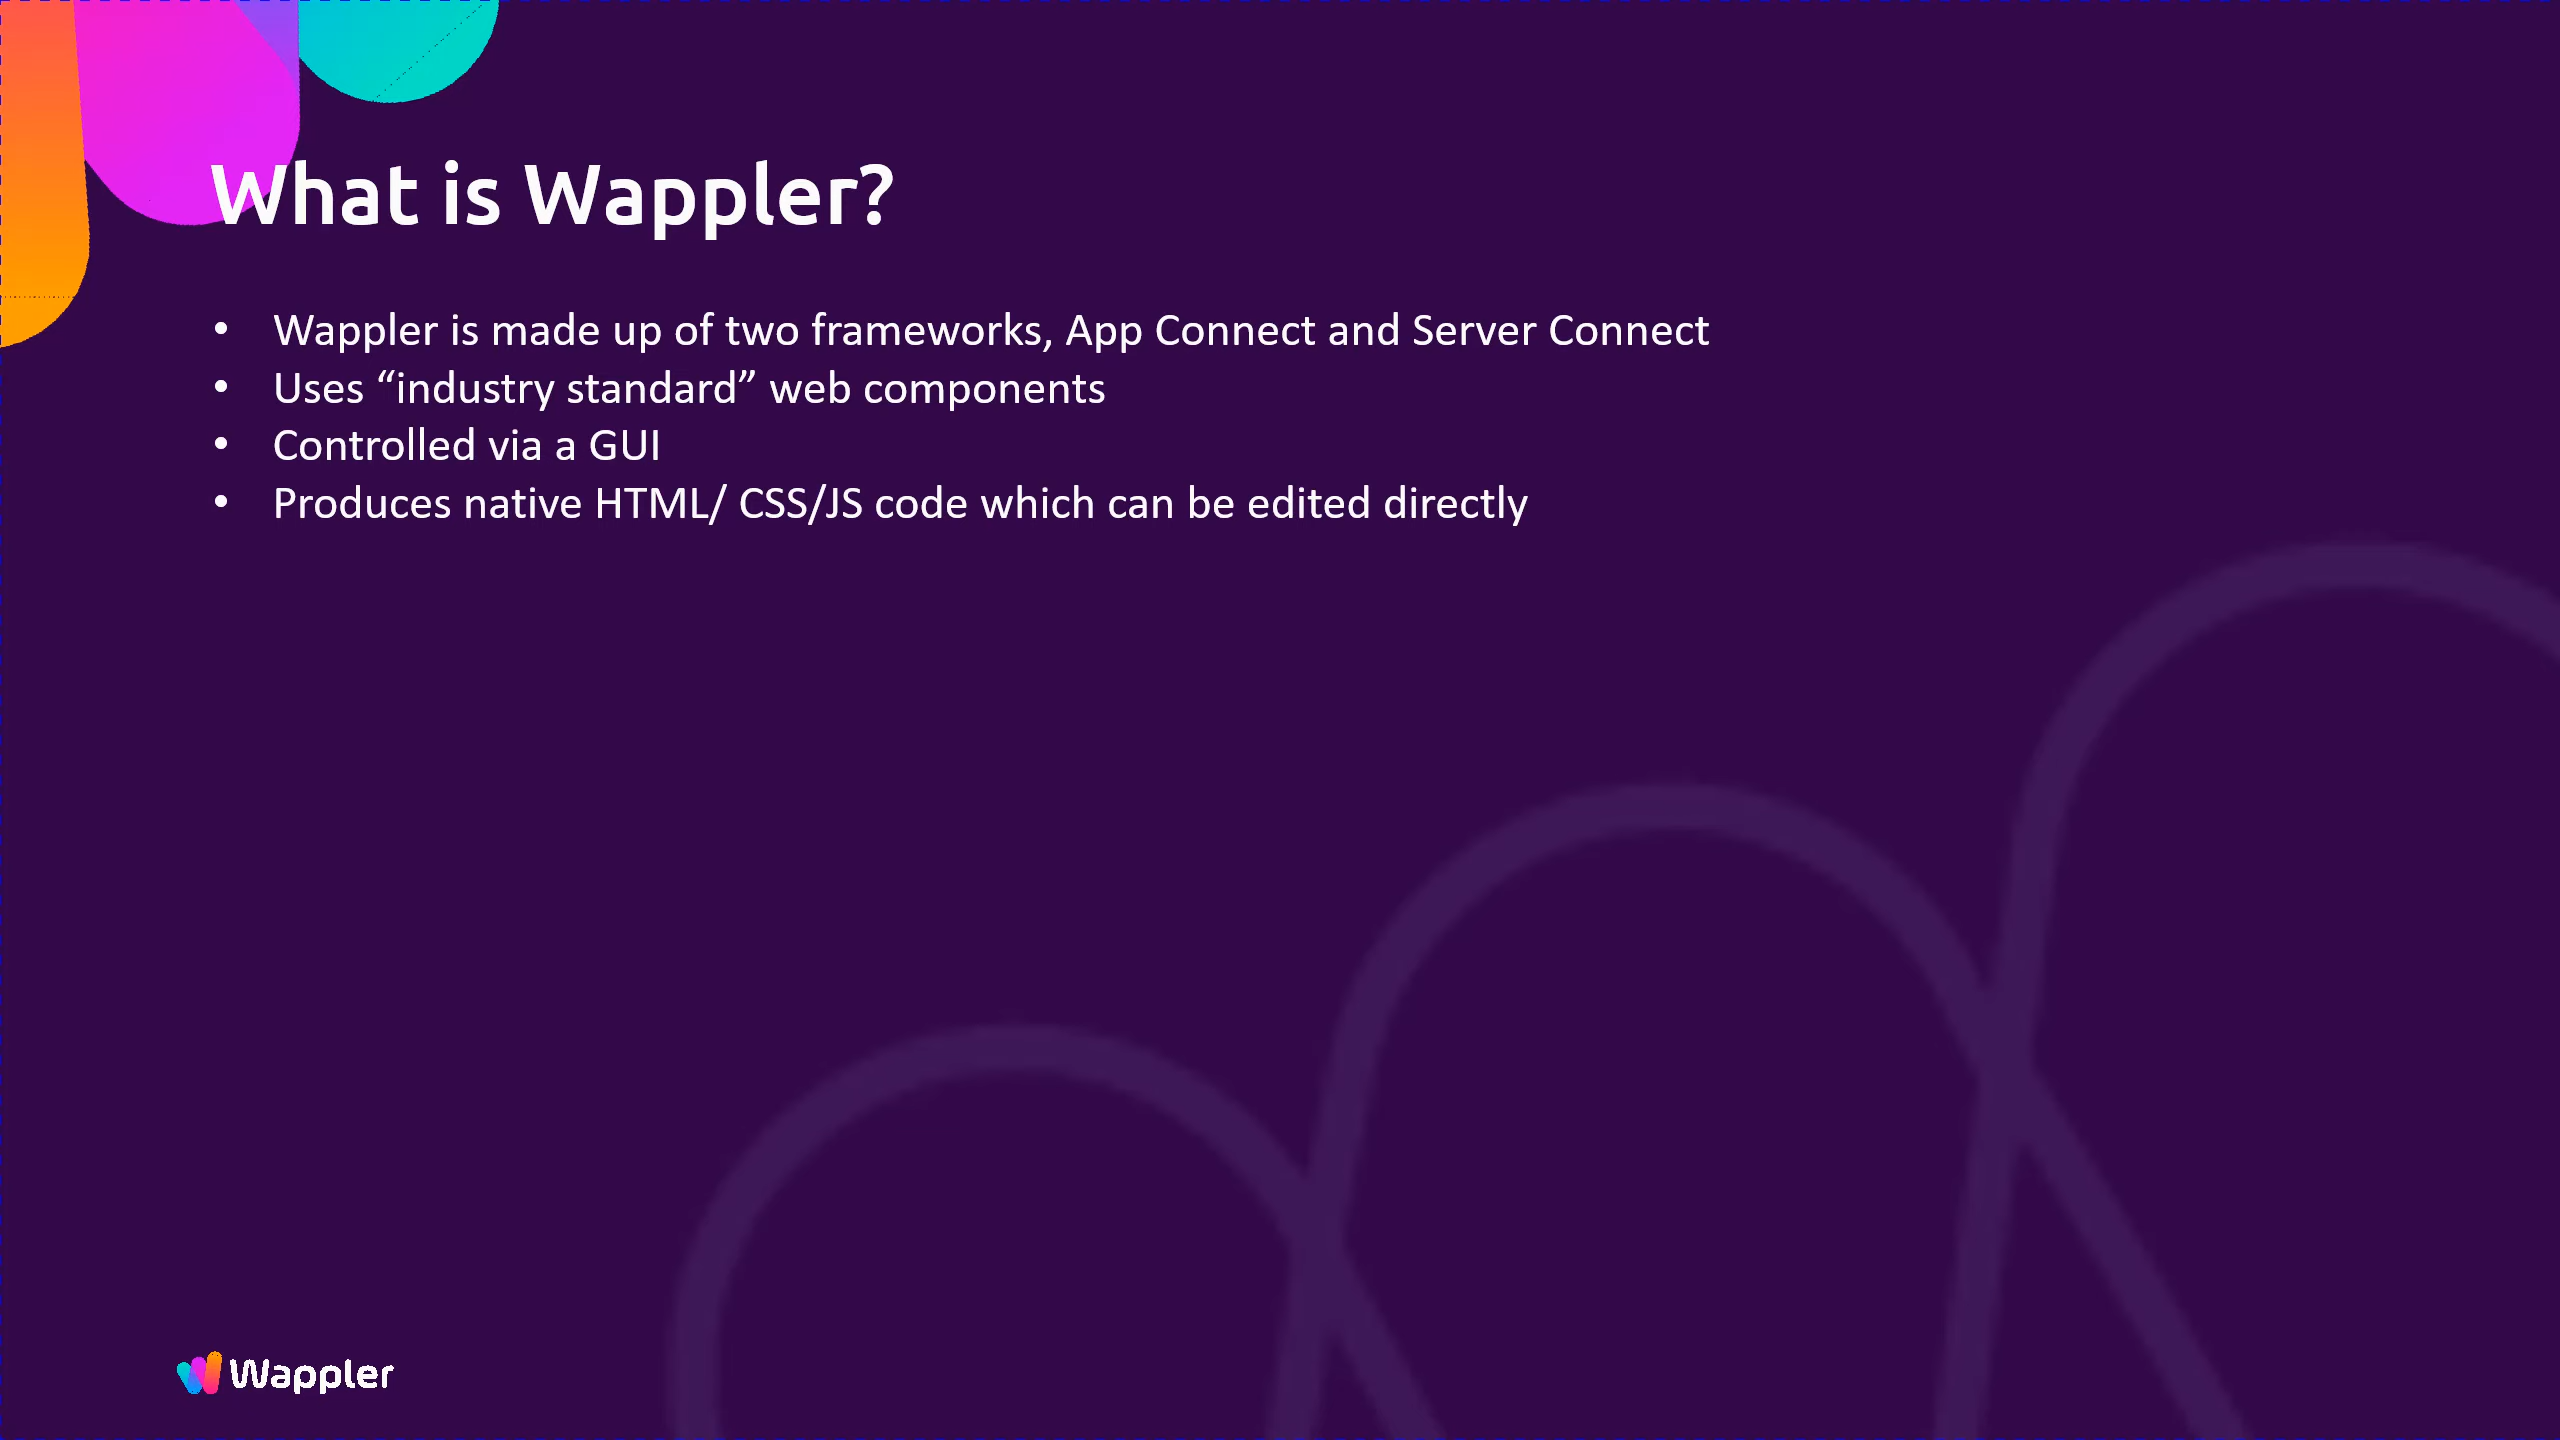 What is Wappler?
• Wappler is made up of two frameworks, App Connect and Server Connect
• Uses “industry standard” web components
• Controlled via a GUI
• Produces native HTML/ CSS/JS code which can be edited directly
Wappler